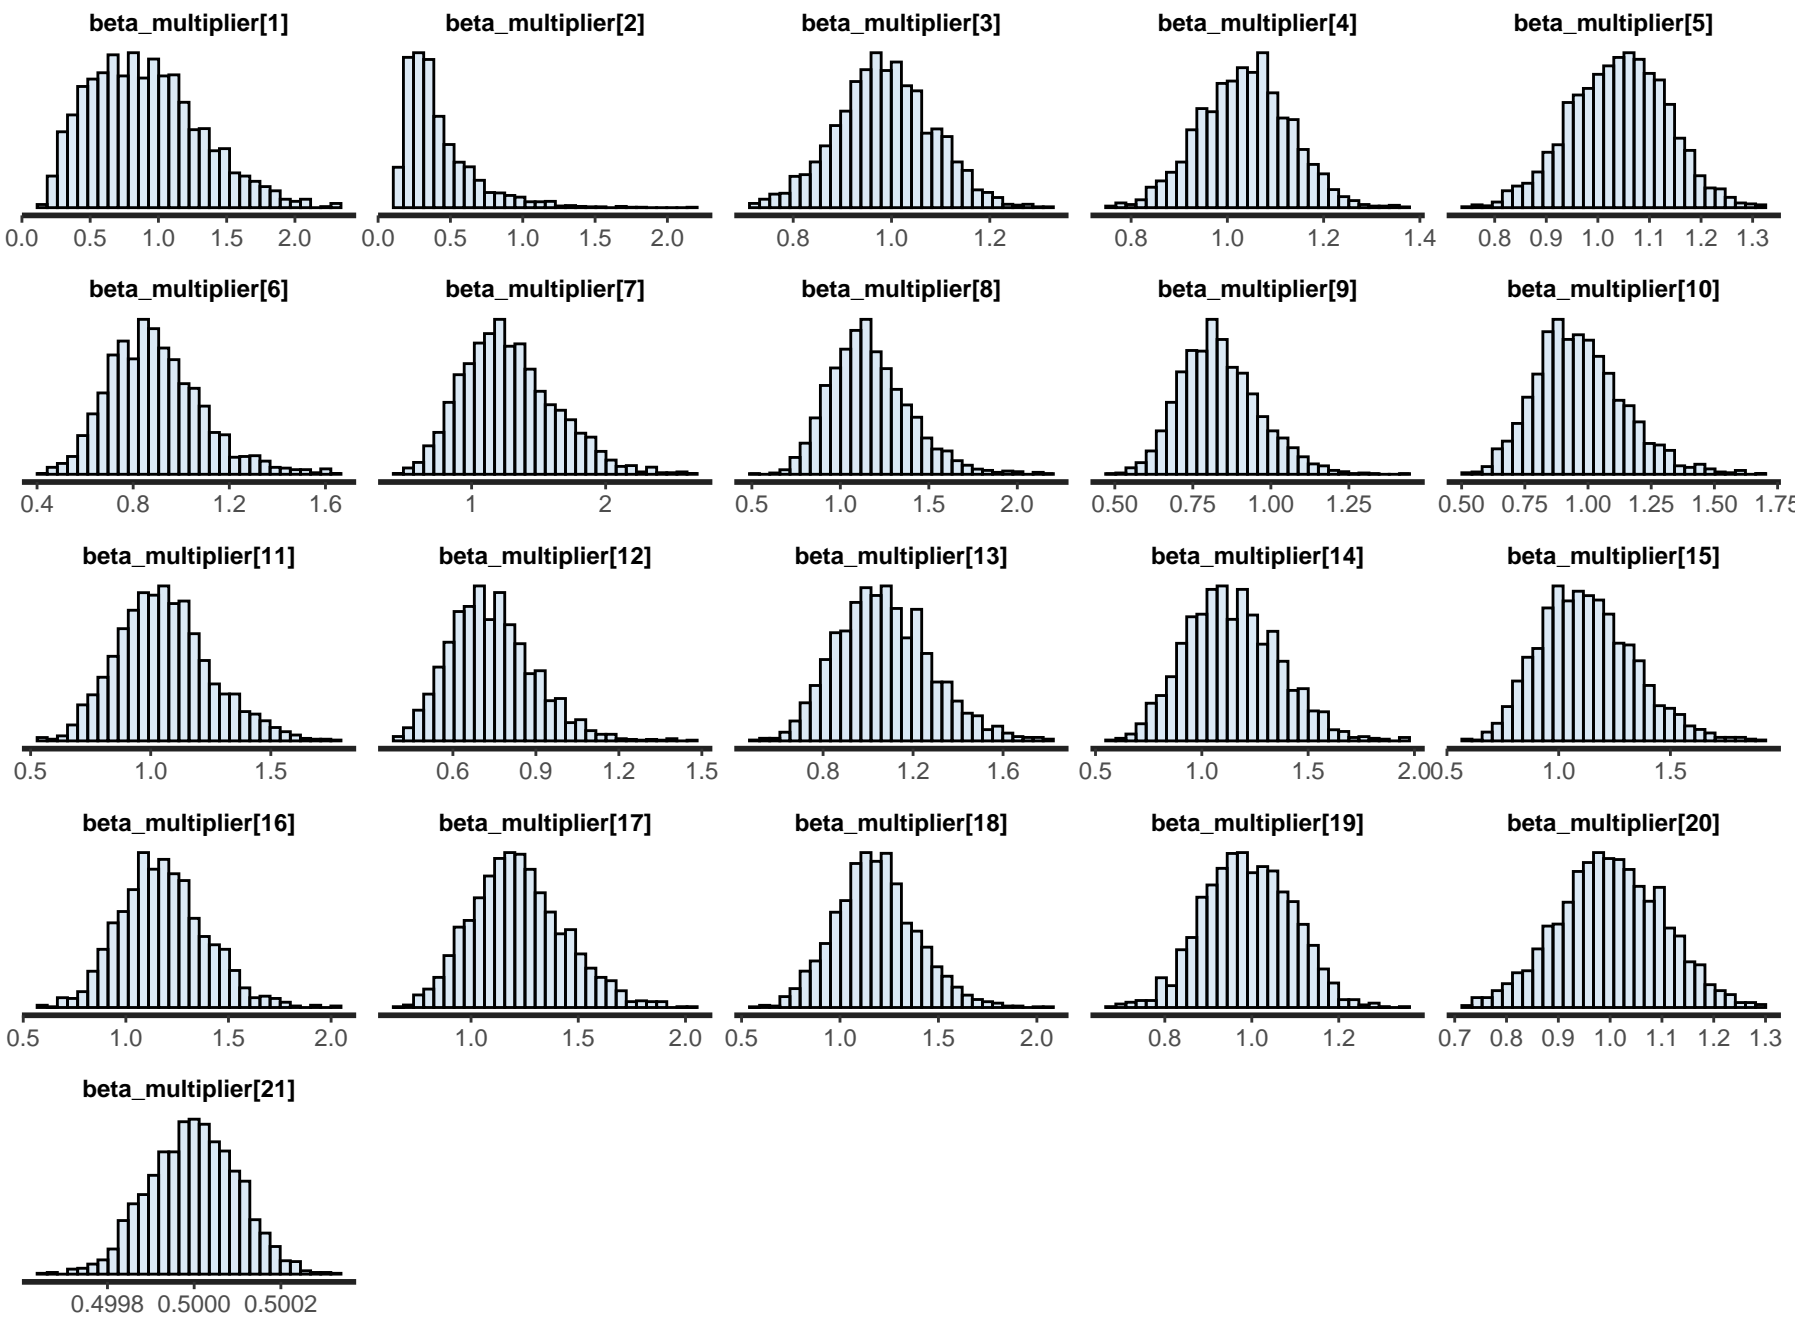 beta_multiplier[1] beta_multiplier[2] beta_multiplier[3] beta_multiplier[4] beta_multiplier[5]
0.0 0.5 1.0 1.5 2.0 0.0 0.5 1.0 1.5 2.0 0.8 1.0 1.2 0.8 1.0 1.2 1.4 0.8 0.9 1.0 1.1 1.2 1.3
beta_multiplier[6] beta_multiplier[7] beta_multiplier[8] beta_multiplier[9] beta_multiplier[10]
0.4 0.8 1.2 1.6 1 2 0.5 1.0 1.5 2.0 0.50 0.75 1.00 1.25 0.50 0.75 1.00 1.25 1.50 1.75
beta_multiplier[11] beta_multiplier[12] beta_multiplier[13] beta_multiplier[14] beta_multiplier[15]
0.5 1.0 1.5 0.6 0.9 1.2 1.5 0.8 1.2 1.6 0.5 1.0 1.5 2.0 0.5 1.0 1.5
beta_multiplier[16] beta_multiplier[17] beta_multiplier[18] beta_multiplier[19] beta_multiplier[20]
0.5 1.0 1.5 2.0 1.0 1.5 2.0 0.5 1.0 1.5 2.0 0.8 1.0 1.2 0.7 0.8 0.9 1.0 1.1 1.2 1.3
beta_multiplier[21]
0.4998 0.5000 0.5002